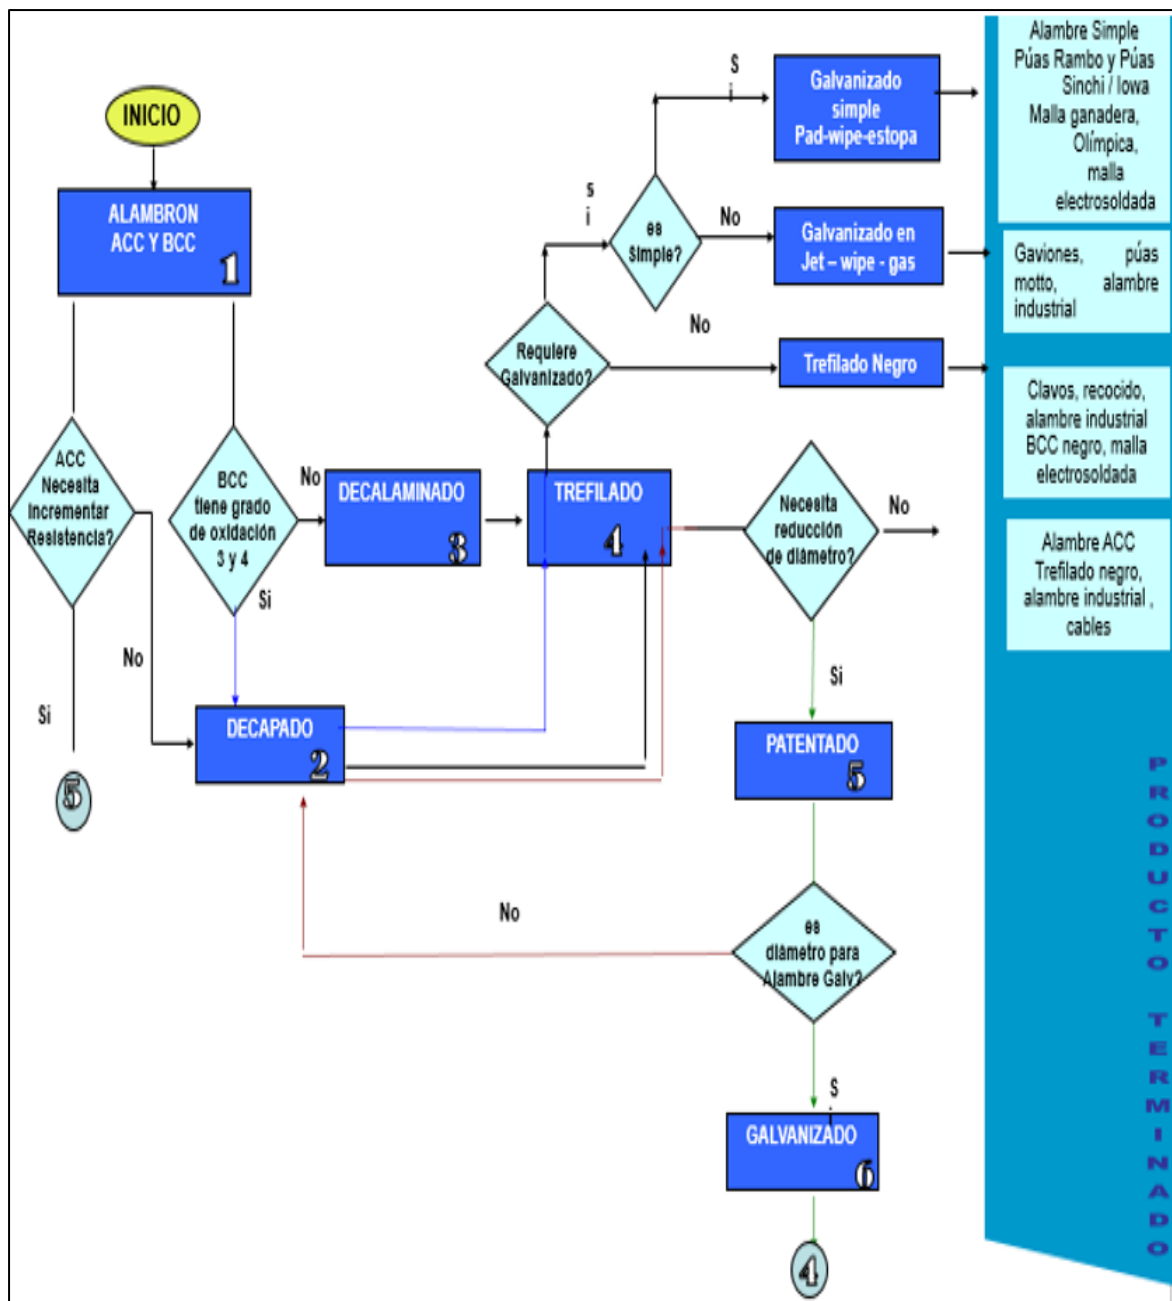 INICIO
ALAMBRON
ACC Y BCC
1
ACC
Necesita
Incrementar
Resistencia?
No
Si
5
BCC
tiene grado
de oxidación
3 y 4
No
Si
DECALAMINADO
3
DECAPADO
2
TREFILADO
4
Requiere
Galvanizado?
s
i
No
es
Simple?
S
i
No
Galvanizado
simple
Pad-wipe-estopa
Galvanizado en
Jet – wipe - gas
Trefilado Negro
Necesita
reducción
de diámetro?
No
Si
PATENTADO
5
es
diámetro para
Alambre Galv?
No
S
i
GALVANIZADO
6
4
Alambre Simple
Púas Rambo y Púas
Sinchi / Iowa
Malla ganadera,
Olímpica,
malla
electrosoldada
Gaviones, púas
motto, alambre
industrial
Clavos, recocido,
alambre industrial
BCC negro, malla
electrosoldada
Alambre ACC
Trefilado negro,
alambre industrial ,
cables
PRODUCTO TERMINADO